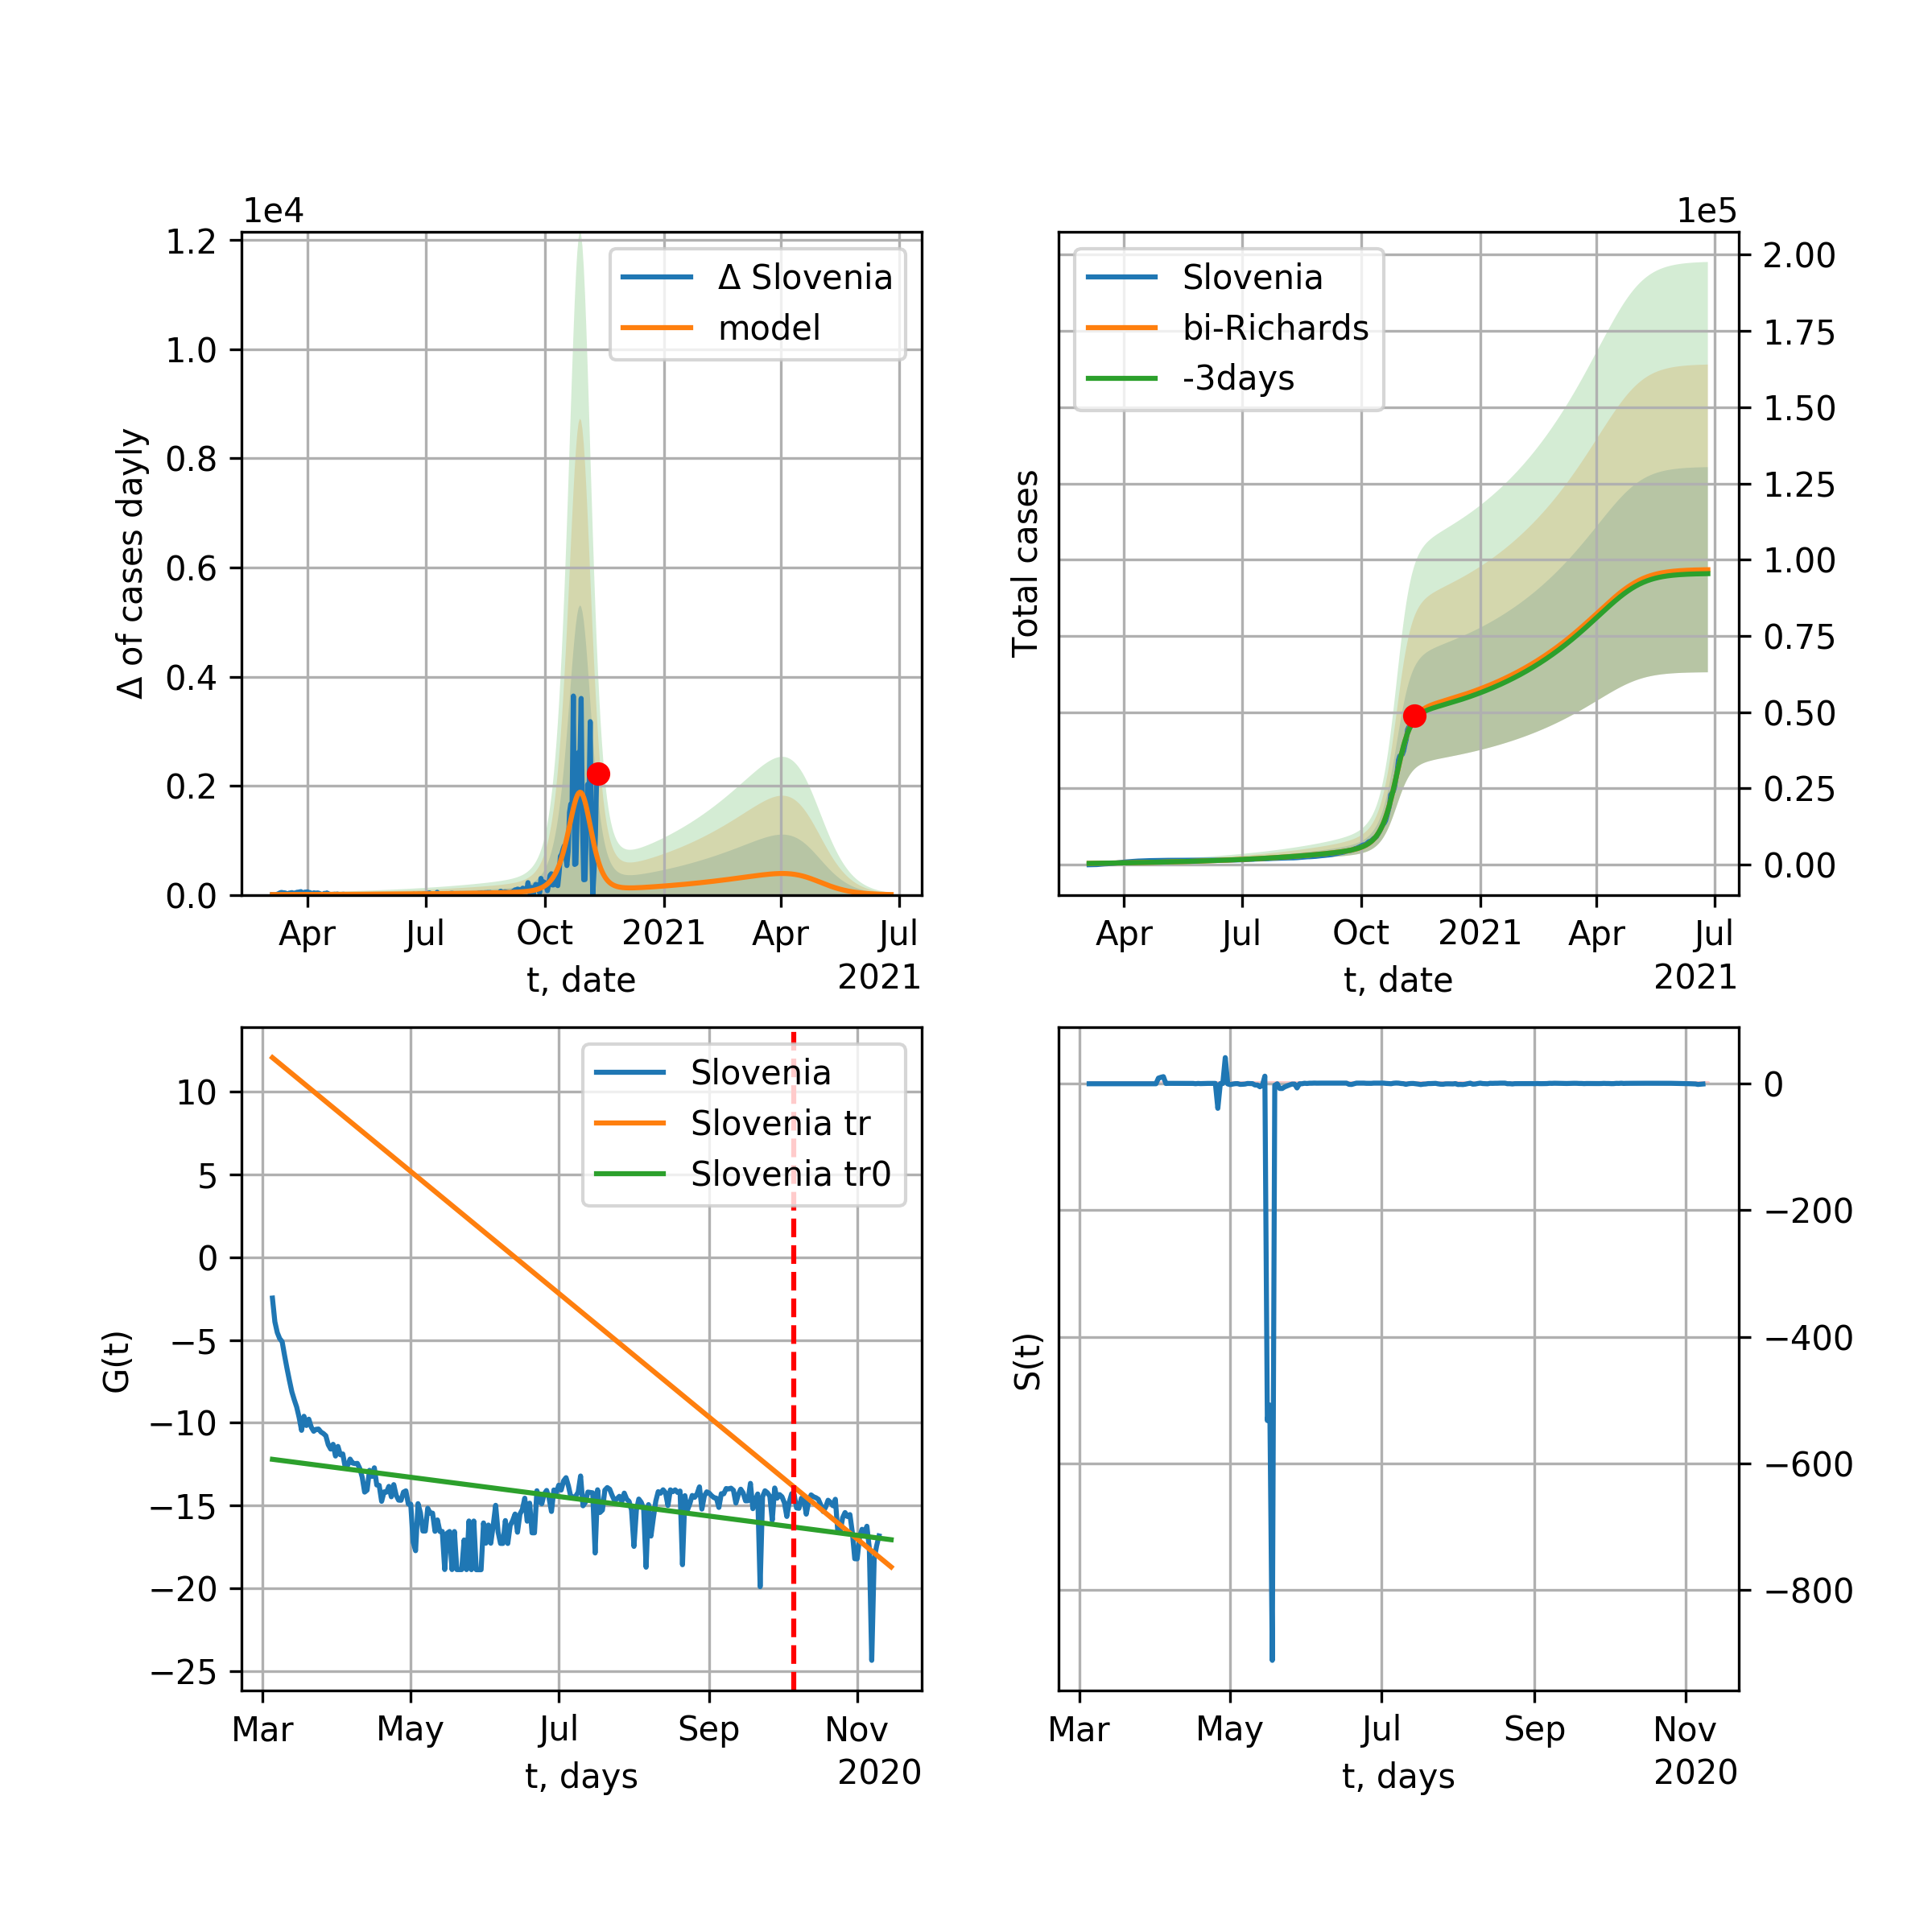 1e4
1.2
1.0
0.8
0.6
0.4
0.2
0.0
Δ of cases dayly
Δ Slovenia
model
Apr
Jul
Oct
2021
Apr
Jul
2021
t, date
1e5
2.00
1.75
1.50
1.25
1.00
0.75
0.50
0.25
0.00
Total cases
Slovenia
bi-Richards
-3days
Apr
Jul
Oct
2021
Apr
Jul
2021
t, date
10
5
0
−5
−10
−15
−20
−25
G(t)
Slovenia
Slovenia tr
Slovenia tr0
Mar
May
Jul
Sep
Nov
2020
t, days
0
−200
−400
−600
−800
S(t)
Mar
May
Jul
Sep
Nov
2020
t, days